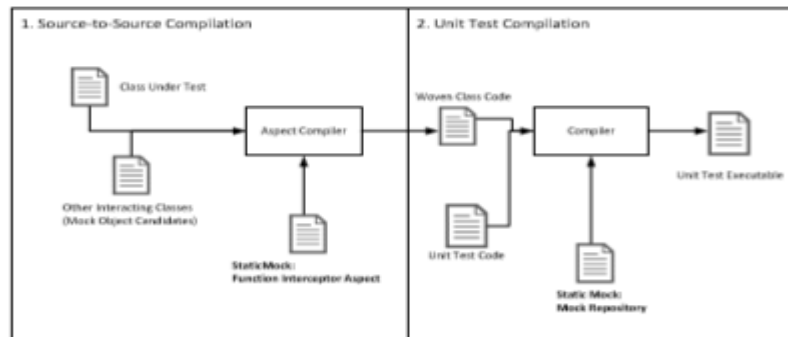 1. Source-to-Source Compilation
Class Under Test
Aspect Compiler
Other Interacting Classes
(Mock Object Candidates)
StaticMock:
Function Interceptor Aspect
2. Unit Test Compilation
Woven Class Code
Compiler
Unit Test Executable
Unit Test Code
Static Mock:
Mock Repository